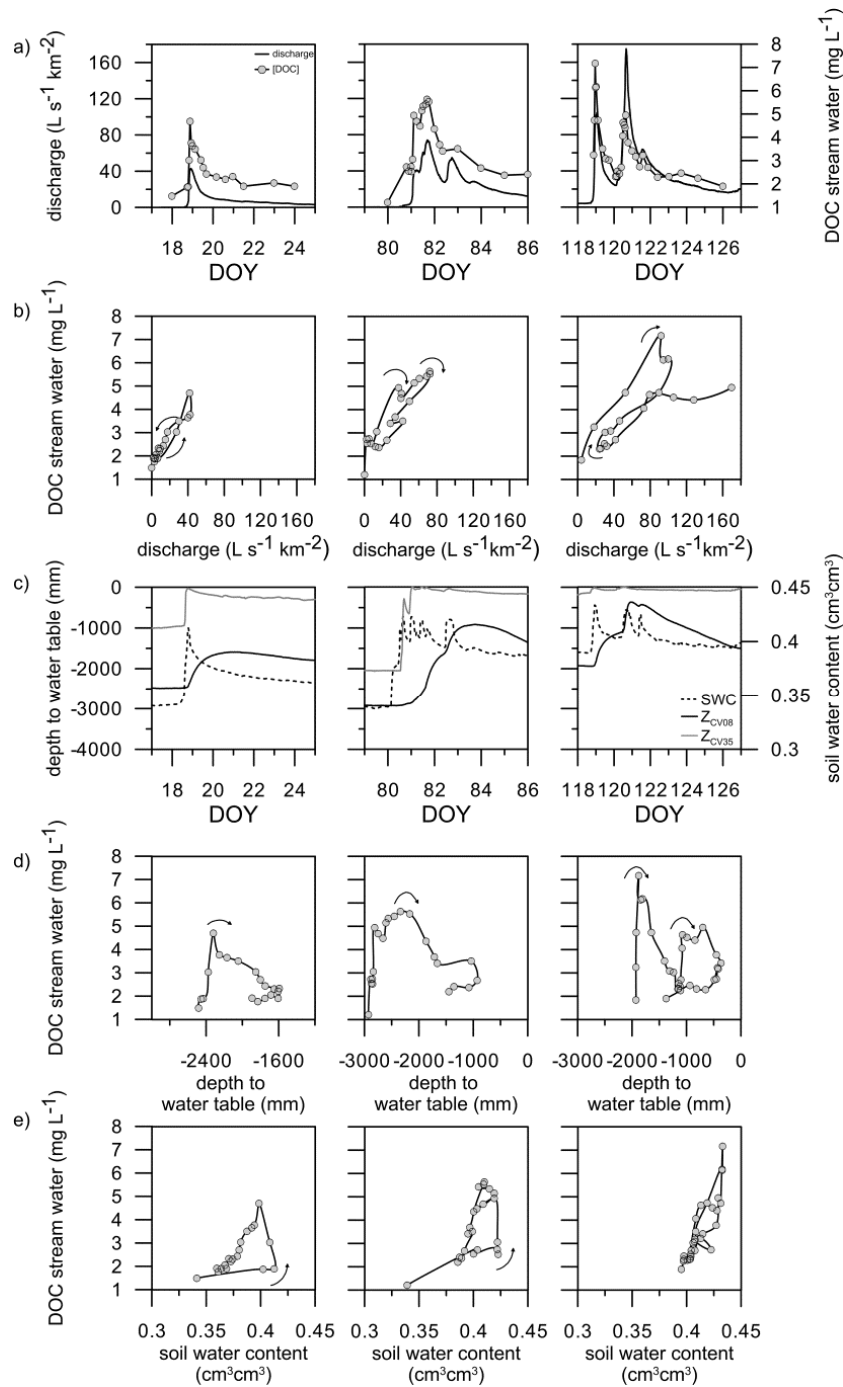 a)
discharge (L s-1 km-2)
160
120
80
40
0
discharge
[DOC]
8
7
6
5
4
3
2
1
DOC stream water (mg L-1)
18 20 22 24
80 82 84 86
118 120 122 124 126
DOY DOY DOY
b)
DOC stream water (mg L-1)
8
7
6
5
4
3
2
1
0 40 80 120 160
0 40 80 120 160
0 40 80 120 160
discharge (L s-1 km-2) discharge (L s-1 km-2) discharge (L s-1km-2)
c)
depth to water table (mm)
0
-1000
-2000
-3000
-4000
SWC
ZCV08
ZCV35
0.45
0.4
0.35
0.3
soil water content (cm3cm3)
18 20 22 24
80 82 84 86
118 120 122 124 126
DOY DOY DOY
d)
DOC stream water (mg L-1)
8
7
6
5
4
3
2
1
-2400 -1600
-3000 -2000 -1000 0
-3000 -2000 -1000 0
depth to depth to depth to
water table (mm) water table (mm) water table (mm)
e)
DOC stream water (mg L-1)
8
7
6
5
4
3
2
1
0.3 0.35 0.4 0.45
0.3 0.35 0.4 0.45
0.3 0.35 0.4 0.45
soil water content soil water content soil water content
(cm3cm3) (cm3cm3) (cm3cm3)